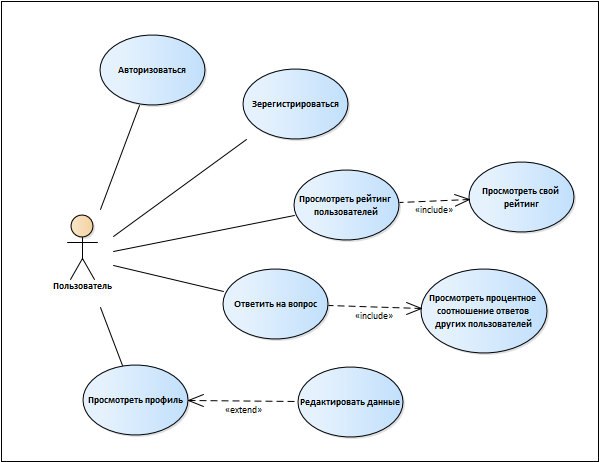 Авторизоваться
Зерегистрироваться
Просмотреть рейтинг
пользователей
«include»
Просмотреть свой
рейтинг
Пользователь
Ответить на вопрос
«include»
Просмотреть процентное
соотношение ответов
других пользователей
Просмотреть профиль
«extend»
Редактировать данные